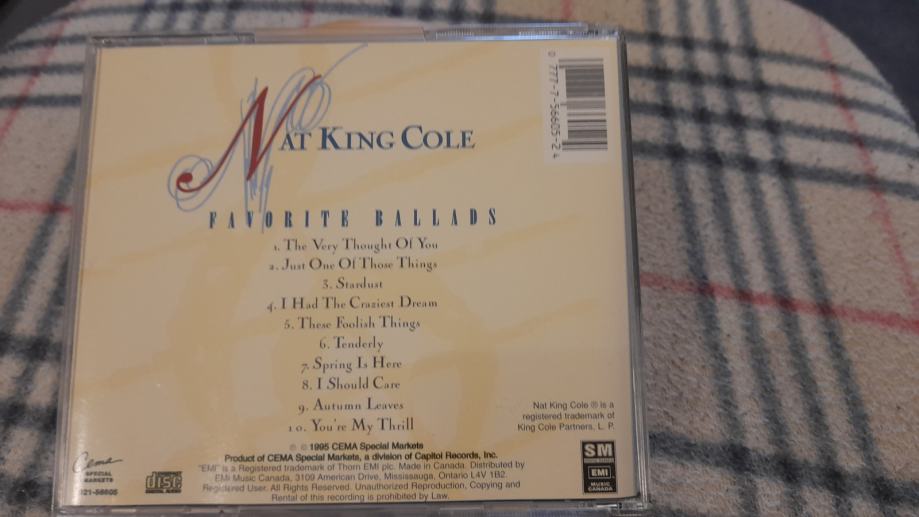 NAT KING COLE
FAVORITE BALLADS
1. The Very Thought Of You
2. Just One Of Those Things
3. Stardust
4. I Had The Craziest Dream
5. These Foolish Things
6. Tenderly
7. Spring Is Here
8. I Should Care
9. Autumn Leaves
10. You're My Thrill
Nat King Cole ® is a
registered trademark of
King Cole Partners, L. P.
℗ © 1995 CEMA Special Markets
Product of CEMA Special Markets, a division of Capitol Records, Inc.
"EMI" is a Registered trademark of Thorn EMI plc. Made in Canada. Distributed by
EMI Music Canada, 3109 American Drive, Mississauga, Ontario L4V 1B2.
Registered User. All Rights Reserved. Unauthorized Reproduction, Copying and
Rental of this recording is prohibited by Law.
Cema
SPECIAL
MARKETS
021-56605
disc
SM
EMI
MUSIC
CANADA
0 777-7-56605-2 4